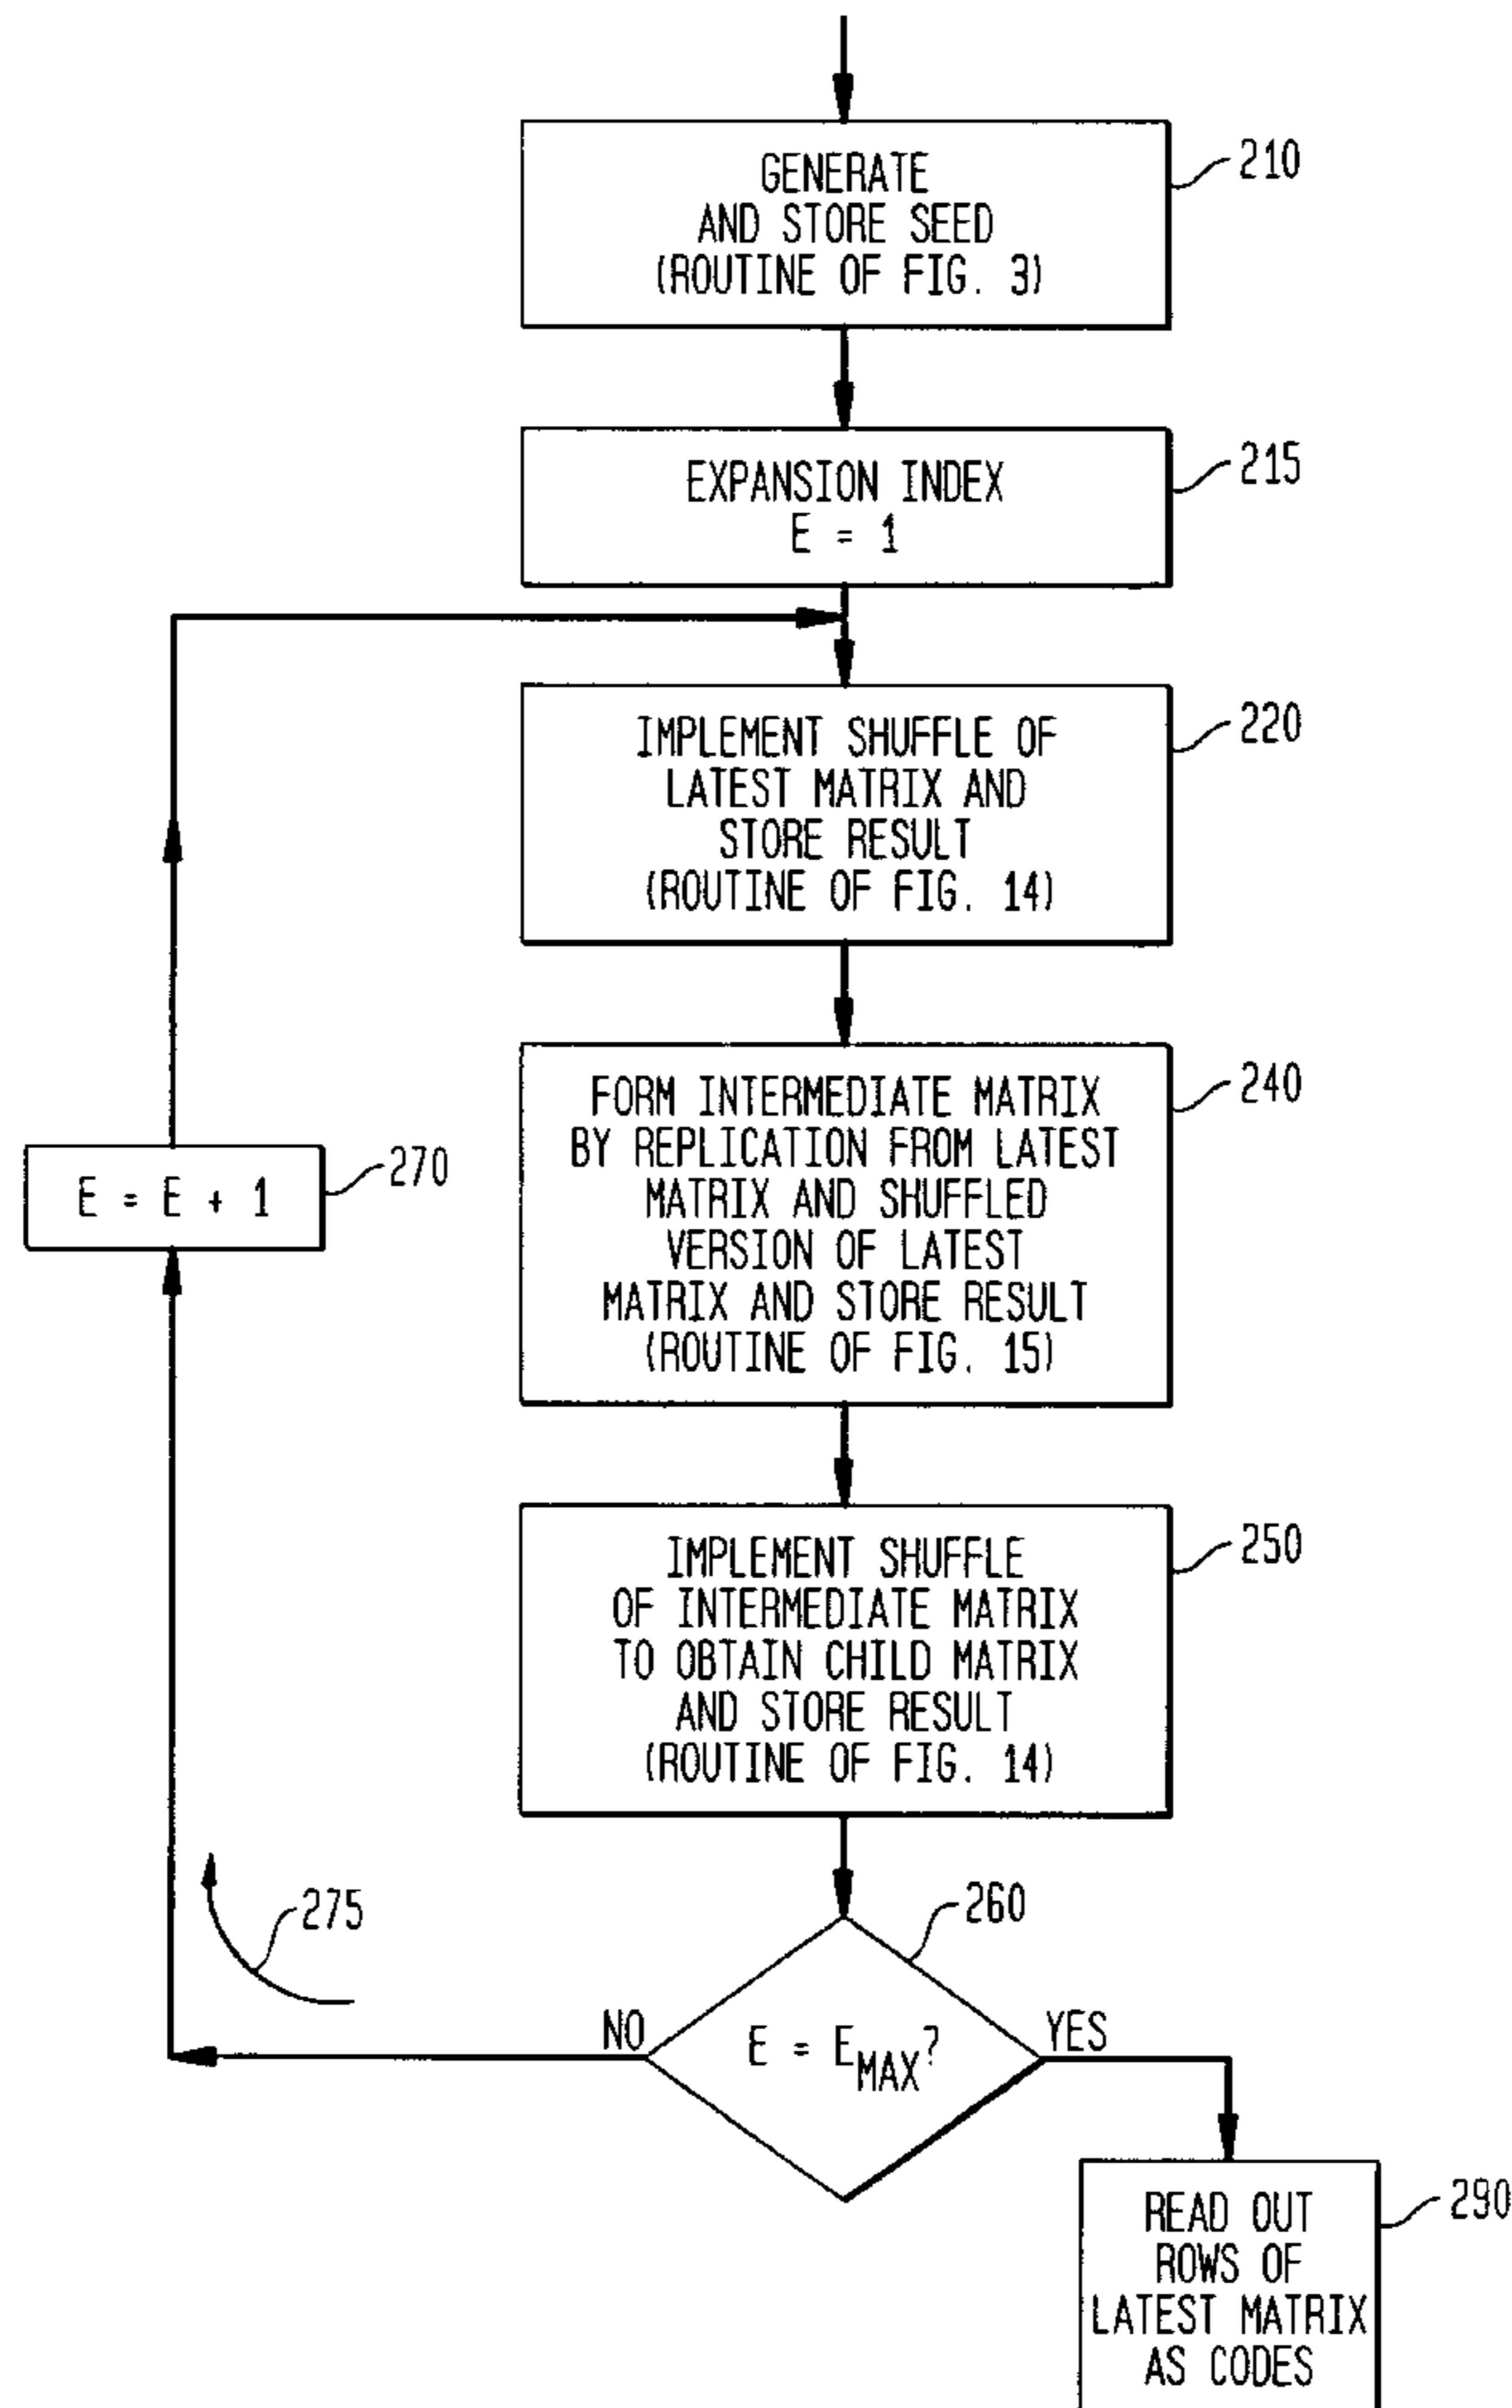 GENERATE
AND STORE SEED
(ROUTINE OF FIG. 3)
210
EXPANSION INDEX
E = 1
215
IMPLEMENT SHUFFLE OF
LATEST MATRIX AND
STORE RESULT
(ROUTINE OF FIG. 14)
220
FORM INTERMEDIATE MATRIX
BY REPLICATION FROM LATEST
MATRIX AND SHUFFLED
VERSION OF LATEST
MATRIX AND STORE RESULT
(ROUTINE OF FIG. 15)
240
E = E + 1
270
IMPLEMENT SHUFFLE
OF INTERMEDIATE MATRIX
TO OBTAIN CHILD MATRIX
AND STORE RESULT
(ROUTINE OF FIG. 14)
250
275
260
NO
E = EMAX?
YES
READ OUT
ROWS OF
LATEST MATRIX
AS CODES
290